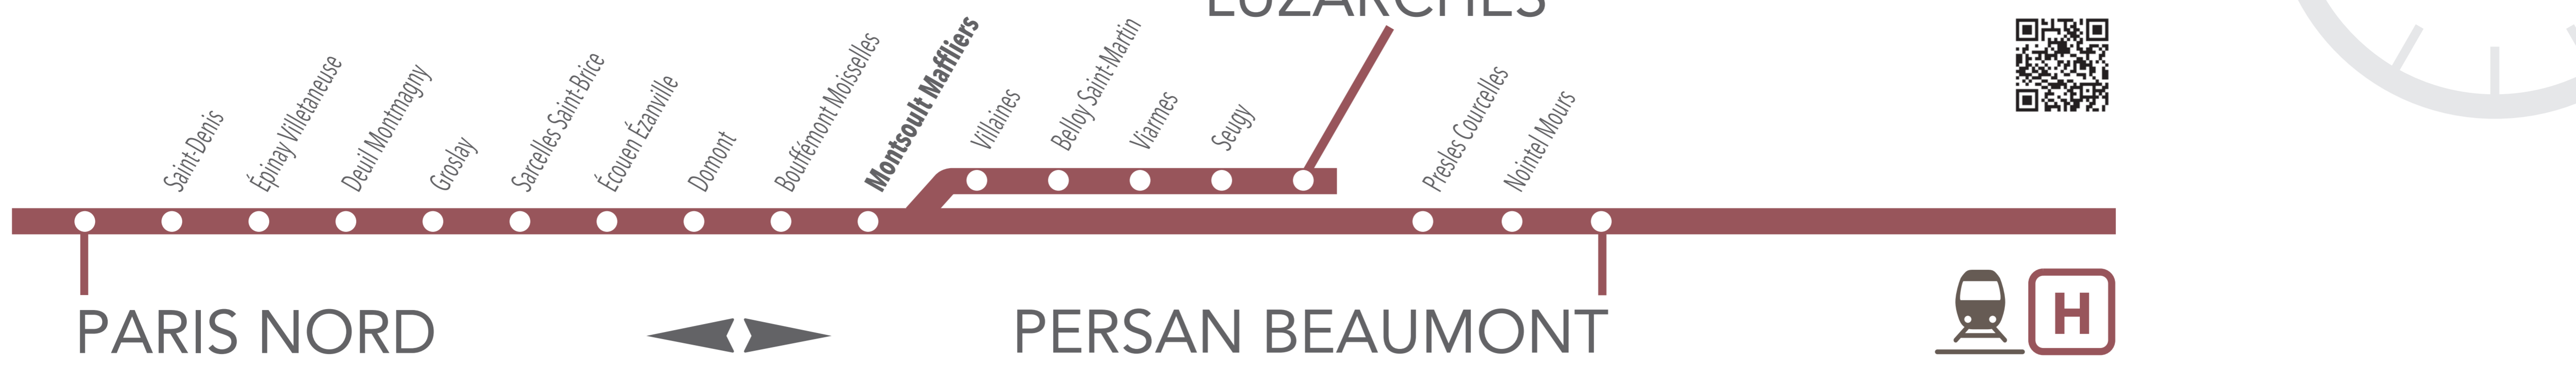 LUZARCHES
Saint-Denis
Épinay Villetaneuse
Deuil Montmagny
Groslay
Sarcelles Saint-Brice
Écouen Ézanville
Domont
Bouffémont Moisselles
Montsoult Maffliers
Villaines
Belloy Saint-Martin
Viarmes
Seugy
Presles Courcelles
Nointel Mours
PARIS NORD
PERSAN BEAUMONT
H